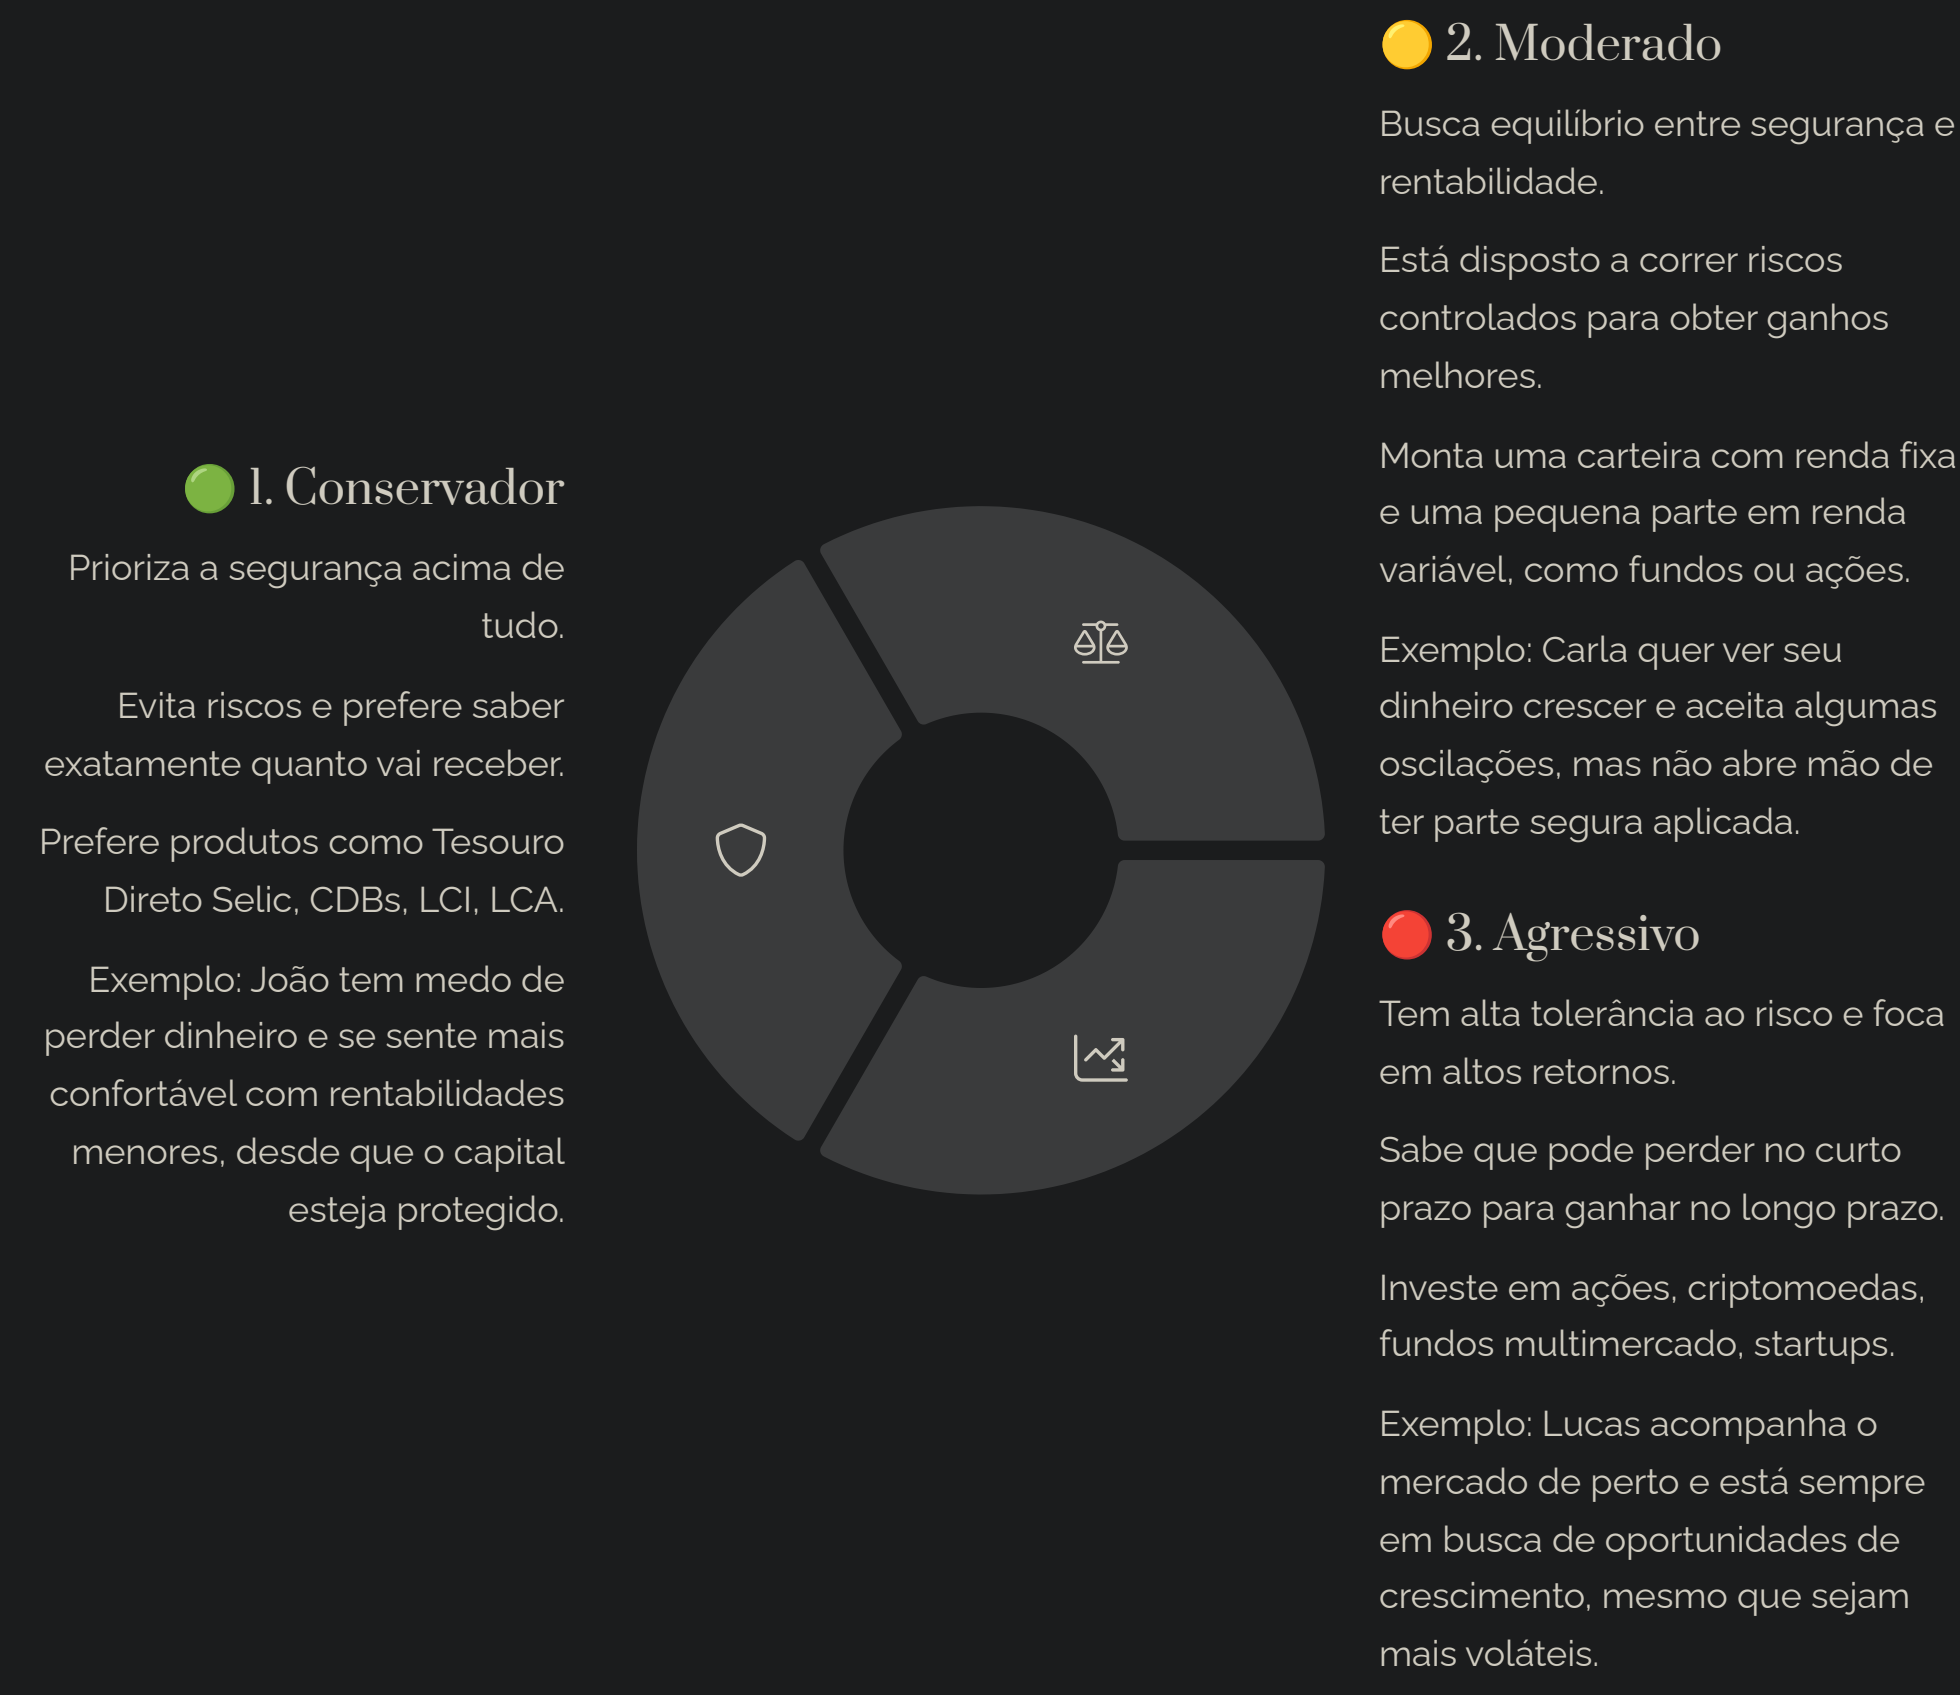 🟢 1. Conservador
Prioriza a segurança acima de
tudo.
Evita riscos e prefere saber
exatamente quanto vai receber.
Prefere produtos como Tesouro
Direto Selic, CDBs, LCI, LCA.
Exemplo: João tem medo de
perder dinheiro e se sente mais
confortável com rentabilidades
menores, desde que o capital
esteja protegido.
🟡 2. Moderado
Busca equilíbrio entre segurança e
rentabilidade.
Está disposto a correr riscos
controlados para obter ganhos
melhores.
Monta uma carteira com renda fixa
e uma pequena parte em renda
variável, como fundos ou ações.
Exemplo: Carla quer ver seu
dinheiro crescer e aceita algumas
oscilações, mas não abre mão de
ter parte segura aplicada.
🔴 3. Agressivo
Tem alta tolerância ao risco e foca
em altos retornos.
Sabe que pode perder no curto
prazo para ganhar no longo prazo.
Investe em ações, criptomoedas,
fundos multimercado, startups.
Exemplo: Lucas acompanha o
mercado de perto e está sempre
em busca de oportunidades de
crescimento, mesmo que sejam
mais voláteis.